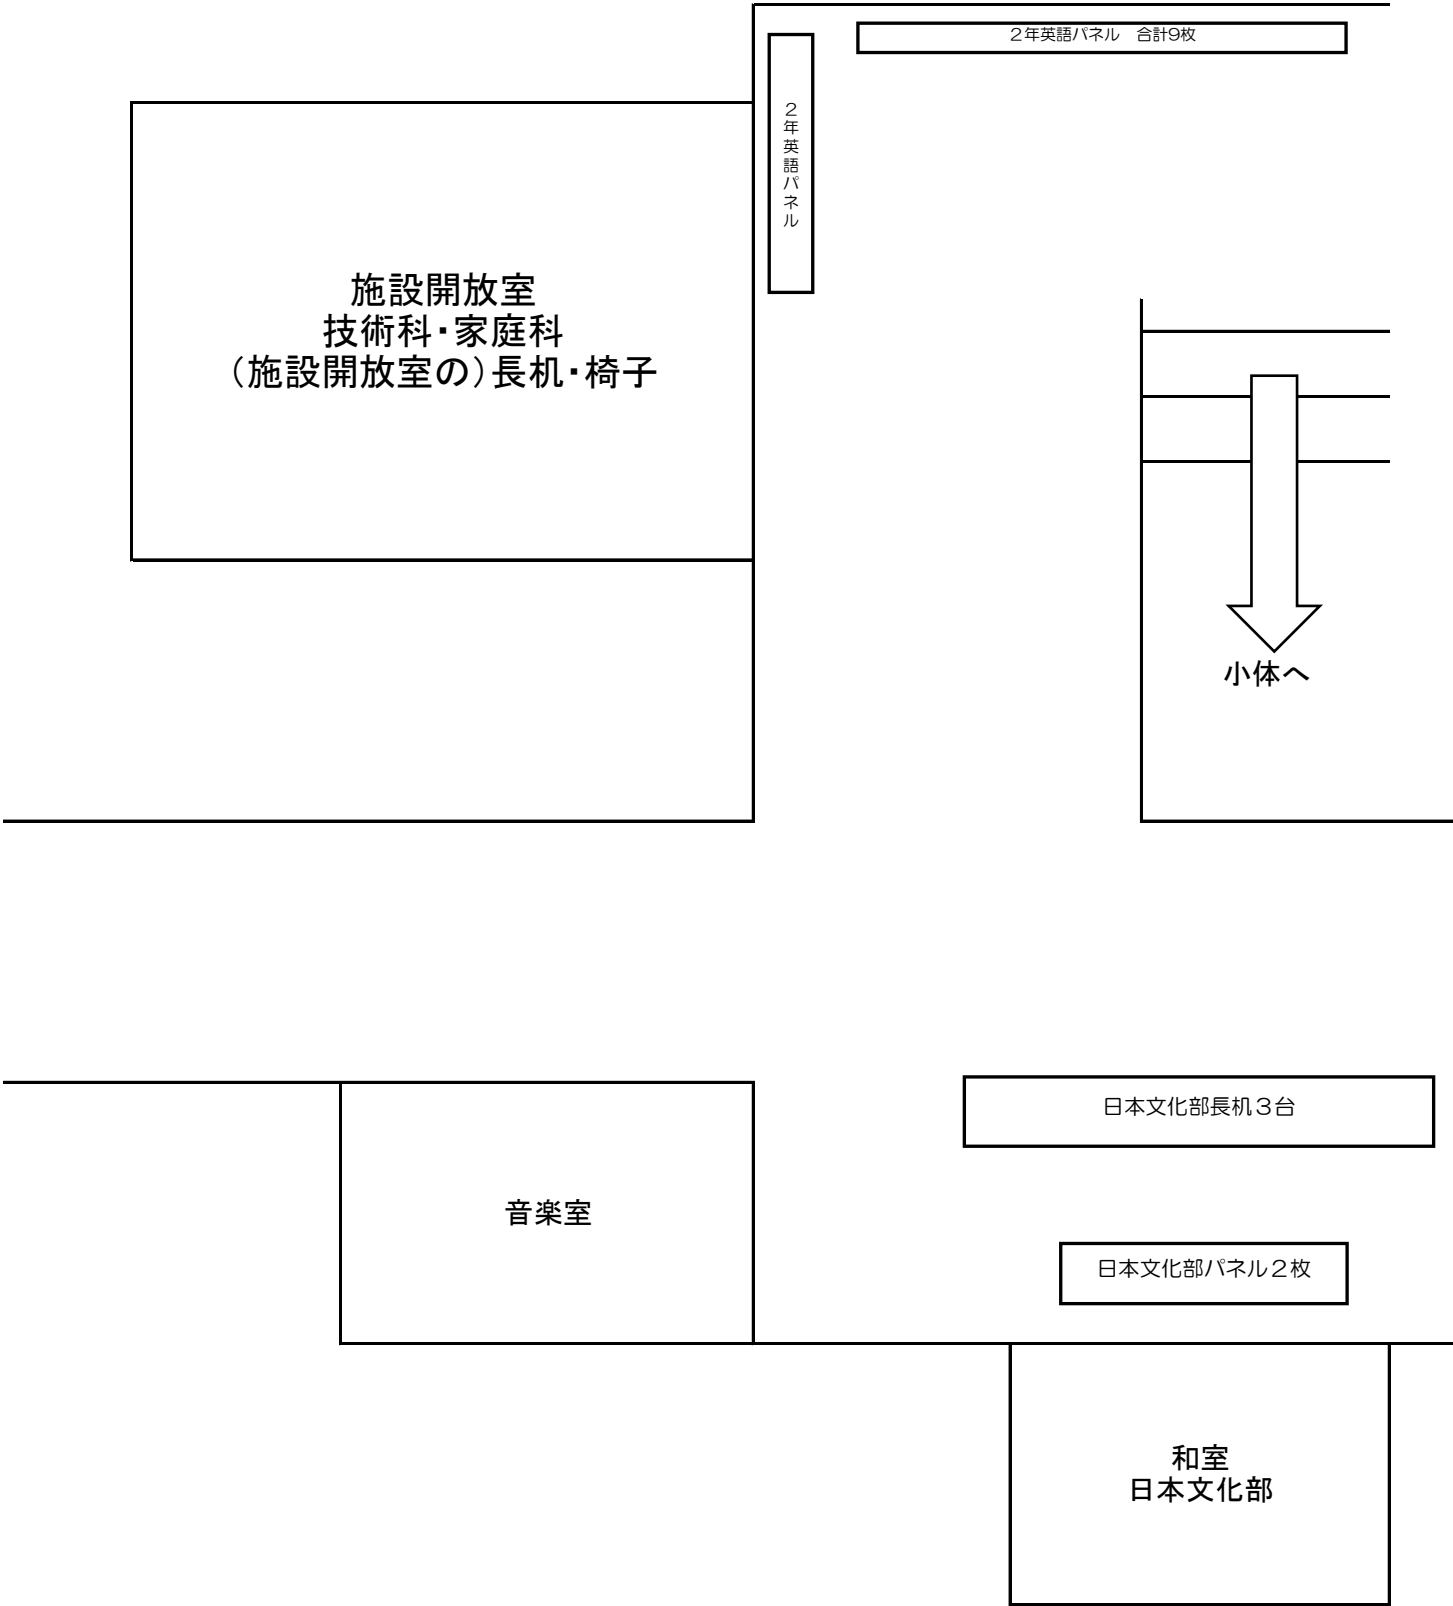 ２年英語パネル　合計9枚
２年英語パネル
施設開放室
技術科・家庭科
（施設開放室の）長机・椅子
小体へ
日本文化部長机３台
音楽室
日本文化部パネル２枚
和室
日本文化部